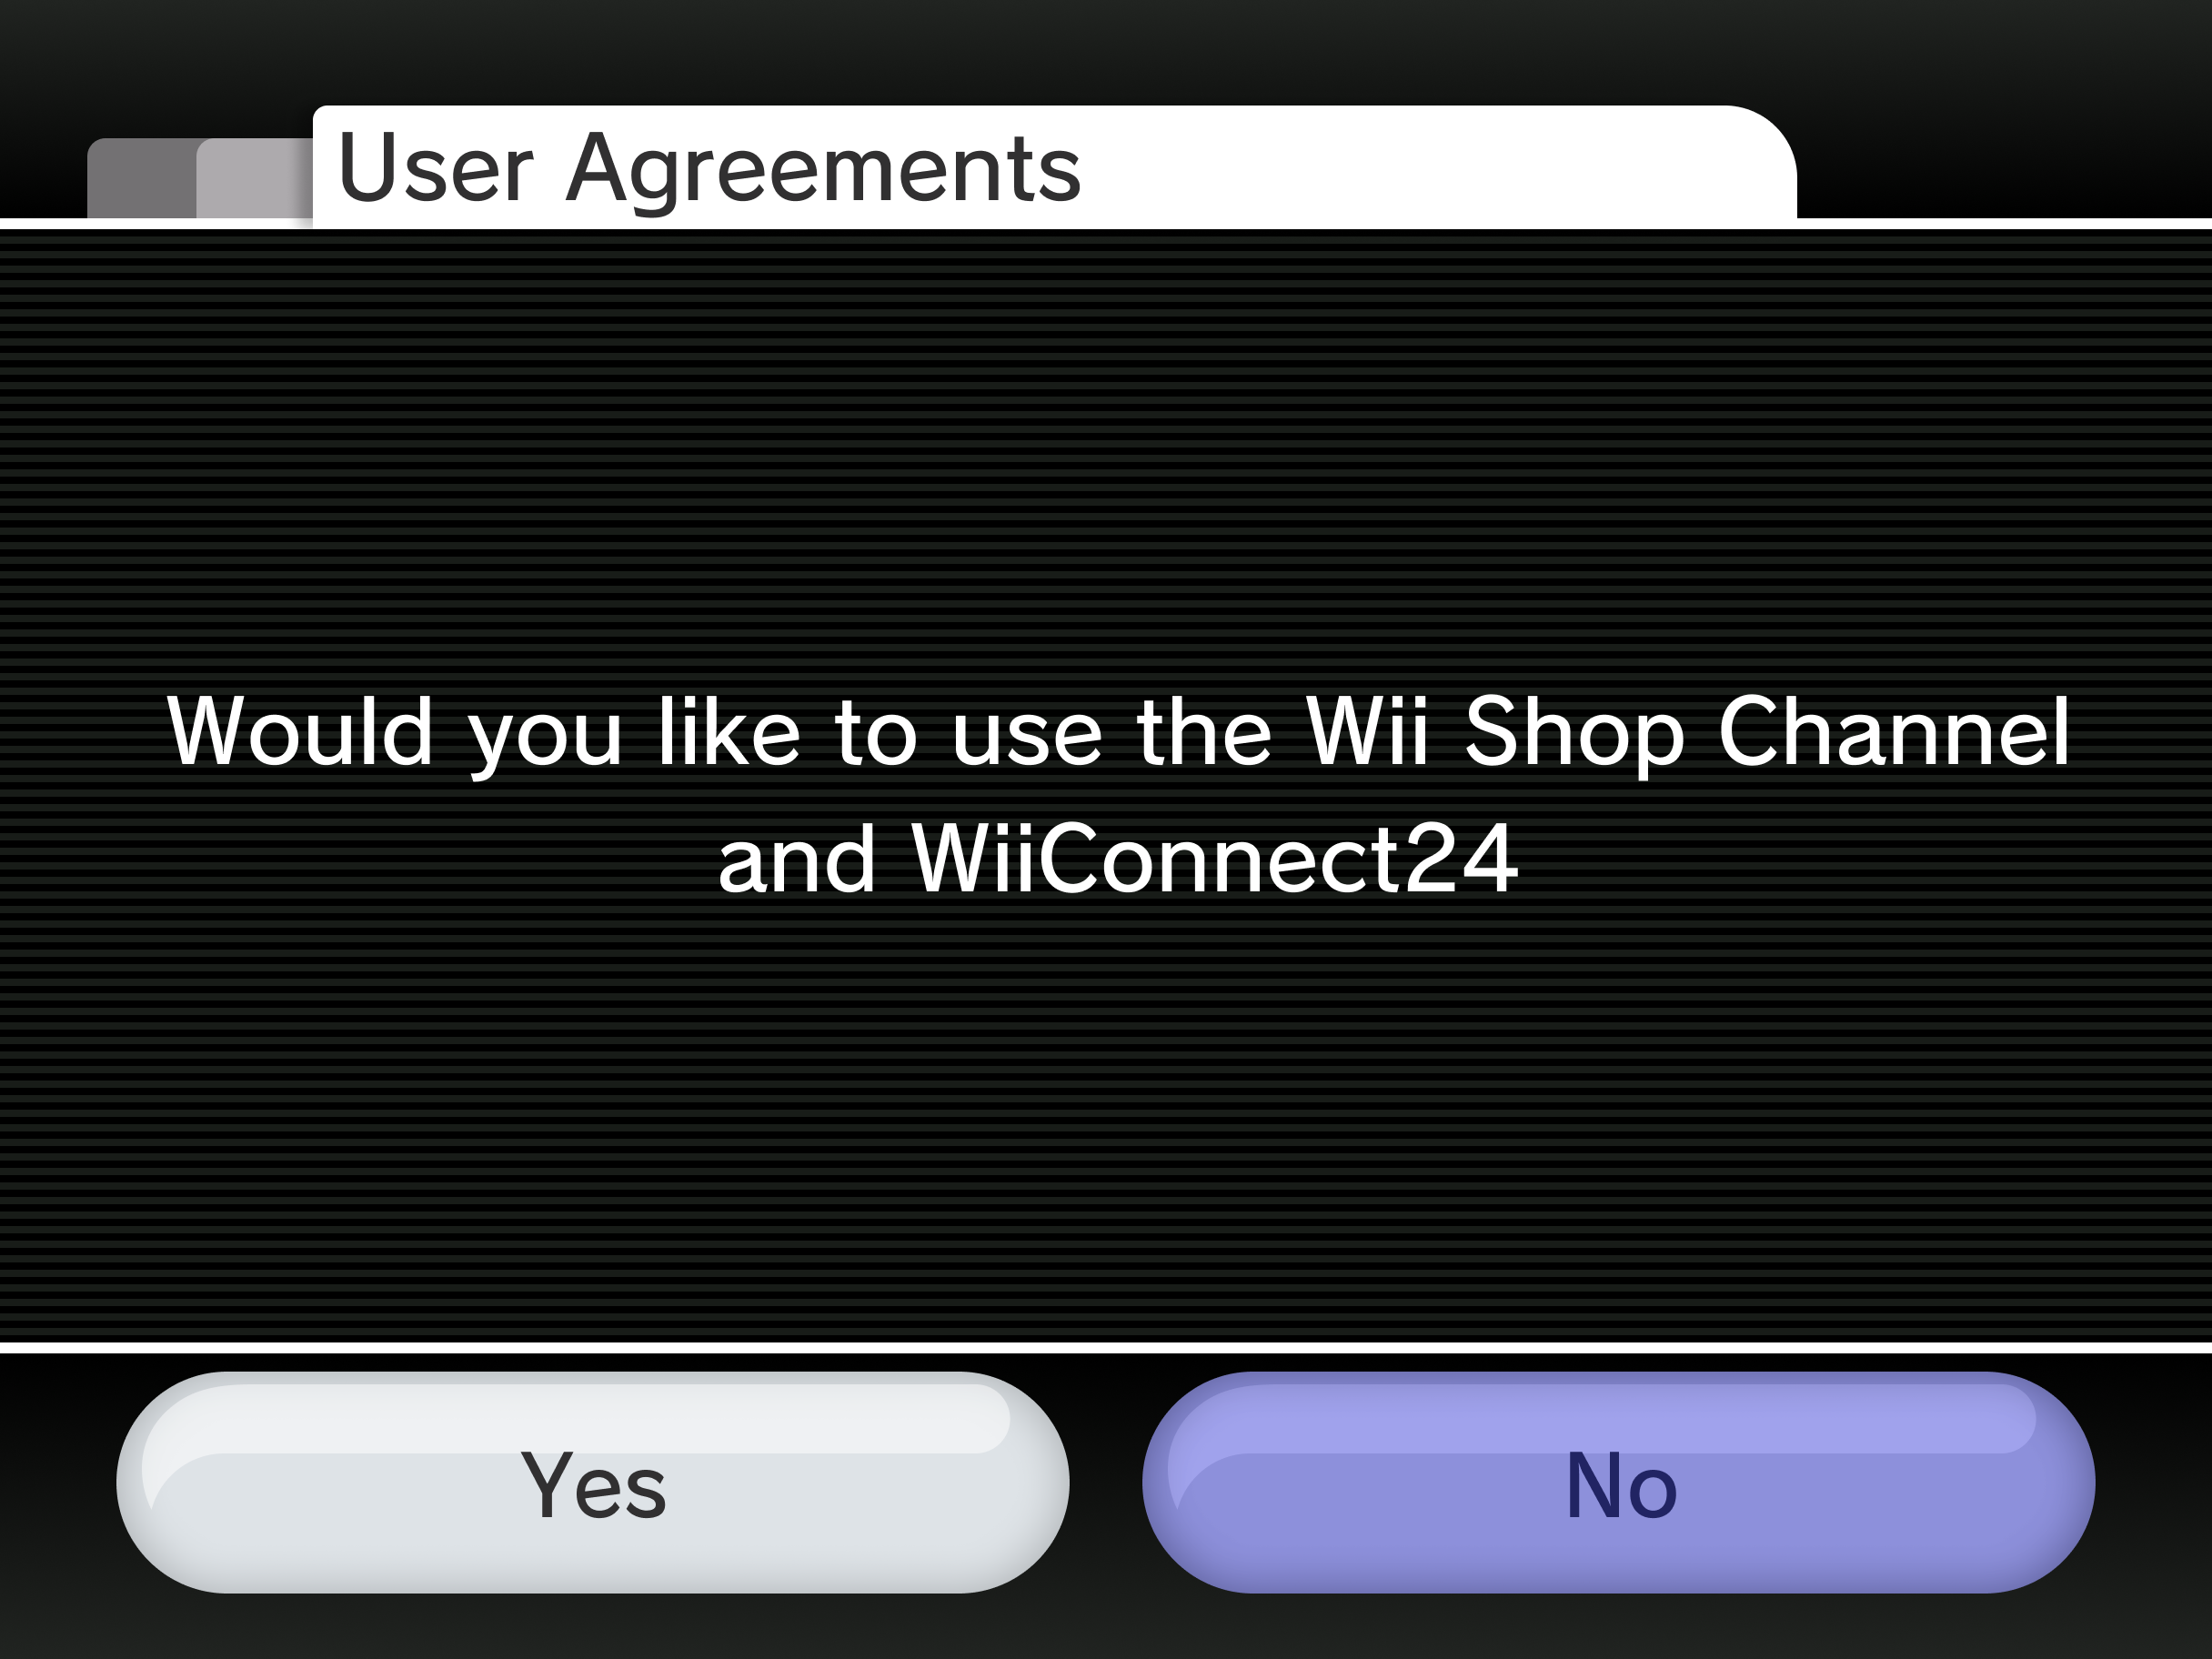 User Agreements
Would you like to use the Wii Shop Channel
and WiiConnect24
Yes
No